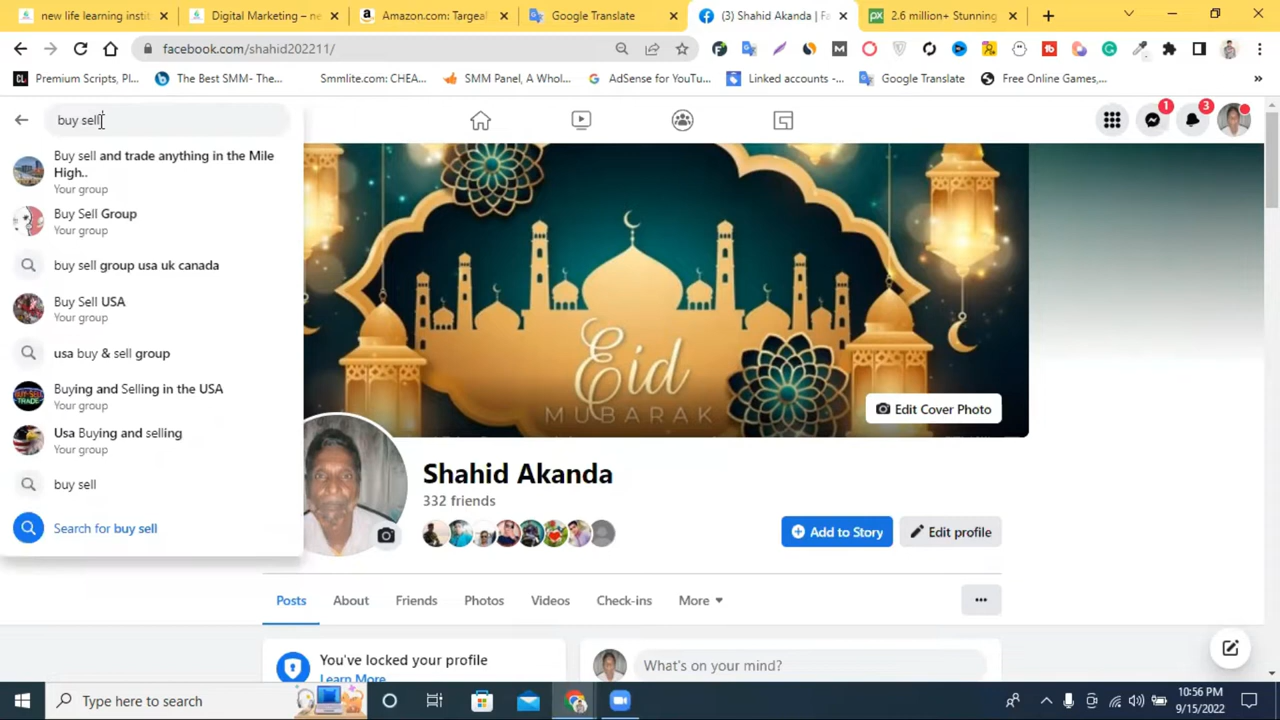 new life learning instit
Digital Marketing – ne
Amazon.com: Targeal
Google Translate
(3) Shahid Akanda | Fa
2.6 million+ Stunning
facebook.com/shahid202211/
Premium Scripts, Pl...
The Best SMM- The...
Smmlite.com: CHEA...
SMM Panel, A Whol...
AdSense for YouTu...
Linked accounts -...
Google Translate
Free Online Games,...
buy sell
1
3
Buy sell and trade anything in the Mile
High..
Your group
Buy Sell Group
Your group
buy sell group usa uk canada
Buy Sell USA
Your group
usa buy & sell group
Buying and Selling in the USA
Your group
Usa Buying and selling
Your group
buy sell
Search for buy sell
Eid
MUBARAK
Edit Cover Photo
Shahid Akanda
332 friends
Add to Story
Edit profile
Posts
About
Friends
Photos
Videos
Check-ins
More
You've locked your profile
Learn More
What's on your mind?
Type here to search
10:56 PM
9/15/2022